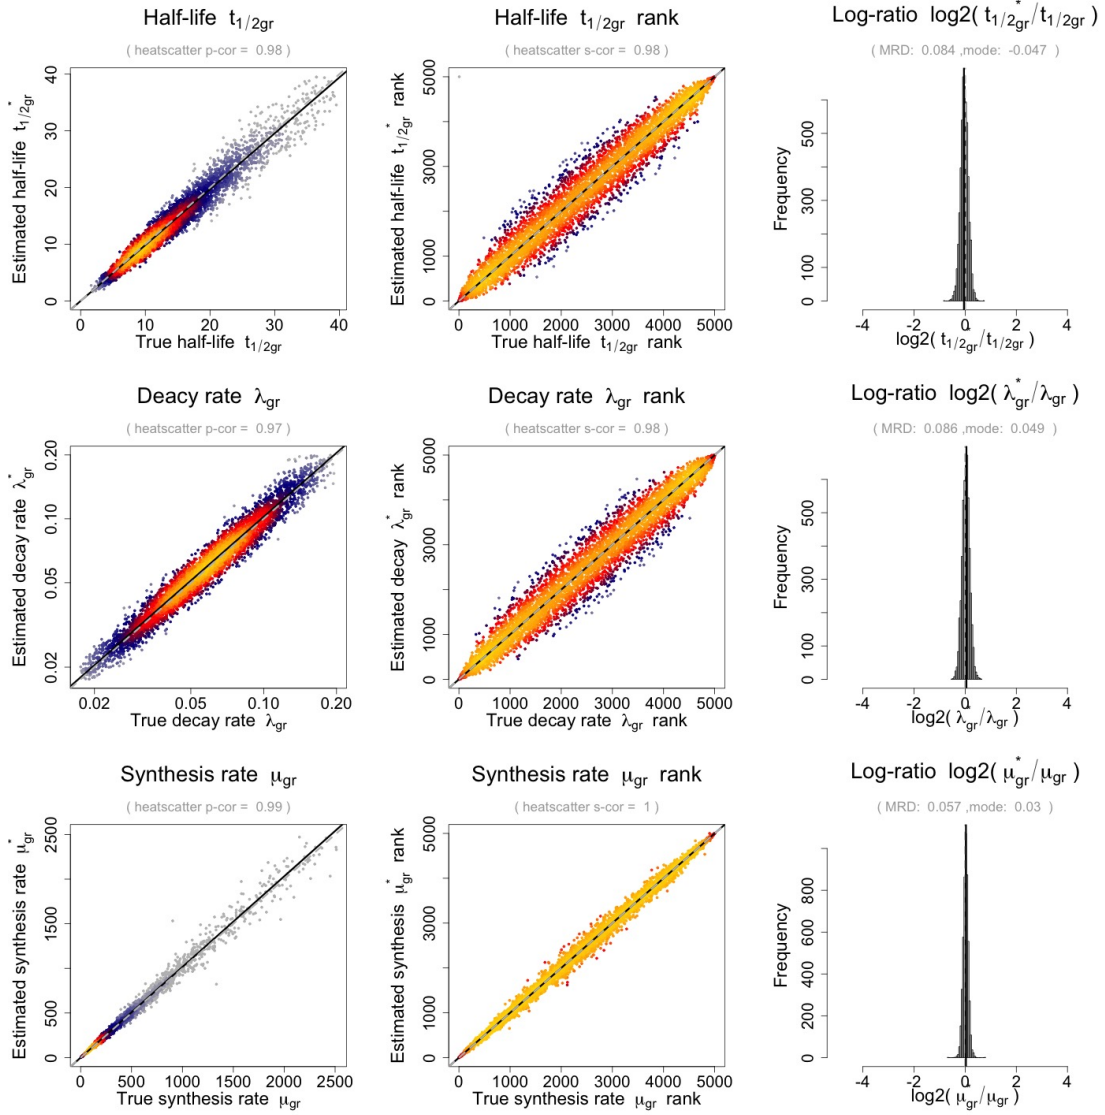 Half-life t1/2gr
( heatscatter p-cor = 0.98 )
Estimated half-life t1/2gr*
40
30
20
10
0
0 10 20 30 40
True half-life t1/2gr
Half-life t1/2gr rank
( heatscatter s-cor = 0.98 )
Estimated half-life t1/2gr* rank
5000
3000
1000
0
0 1000 2000 3000 4000 5000
True half-life t1/2gr rank
Log-ratio log2( t1/2gr*/t1/2gr )
( MRD: 0.084 ,mode: -0.047 )
Frequency
500
300
100
0
-4 -2 0 2 4
log2( t1/2gr*/t1/2gr )
Deacy rate λgr
( heatscatter p-cor = 0.97 )
Estimated decay rate λgr*
0.20
0.10
0.05
0.02
0.02 0.05 0.10 0.20
True decay rate λgr
Decay rate λgr rank
( heatscatter s-cor = 0.98 )
Estimated decay λgr* rank
5000
3000
1000
0
0 1000 2000 3000 4000 5000
True decay rate λgr rank
Log-ratio log2( λgr*/λgr )
( MRD: 0.086 ,mode: 0.049 )
Frequency
500
300
100
0
-4 -2 0 2 4
log2( λgr*/λgr )
Synthesis rate μgr
( heatscatter p-cor = 0.99 )
Estimated synthesis rate μgr*
2500
1500
500
0
0 500 1000 1500 2000 2500
True synthesis rate μgr
Synthesis rate μgr rank
( heatscatter s-cor = 1 )
Estimated synthesis μgr* rank
5000
3000
1000
0
0 1000 2000 3000 4000 5000
True synthesis rate μgr rank
Log-ratio log2( μgr*/μgr )
( MRD: 0.057 ,mode: 0.03 )
Frequency
800
600
400
200
0
-4 -2 0 2 4
log2( μgr*/μgr )